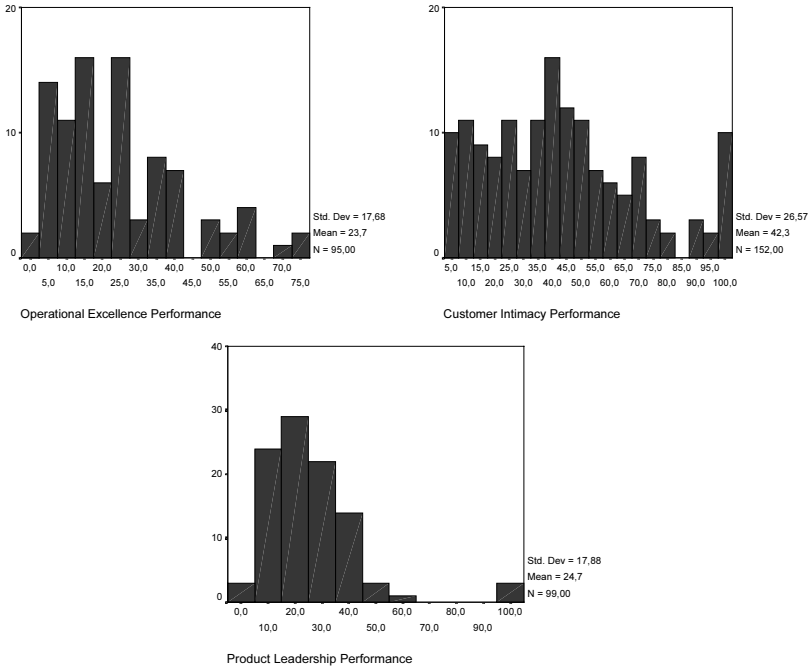 20
10
0
0,0 10,0 20,0 30,0 40,0 50,0 60,0 70,0
5,0 15,0 25,0 35,0 45,0 55,0 65,0 75,0
Std. Dev = 17,68
Mean = 23,7
N = 95,00
Operational Excellence Performance
20
10
0
5,0 15,0 25,0 35,0 45,0 55,0 65,0 75,0 85,0 95,0
10,0 20,0 30,0 40,0 50,0 60,0 70,0 80,0 90,0 100,0
Std. Dev = 26,57
Mean = 42,3
N = 152,00
Customer Intimacy Performance
40
30
20
10
0
0,0 20,0 40,0 60,0 100,0
10,0 30,0 50,0 70,0 90,0
Std. Dev = 17,88
Mean = 24,7
N = 99,00
Product Leadership Performance